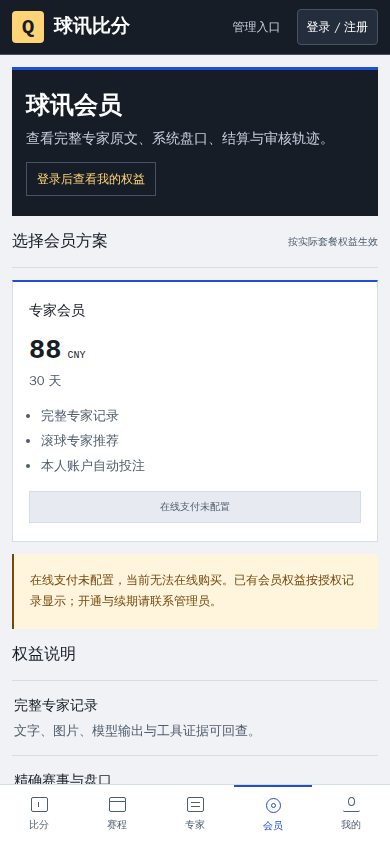 Q 球讯比分 管理入口 登录 / 注册
球讯会员
查看完整专家原文、系统盘口、结算与审核轨迹。
登录后查看我的权益
选择会员方案 按实际套餐权益生效
专家会员
88 CNY
30 天
完整专家记录
滚球专家推荐
本人账户自动投注
在线支付未配置
在线支付未配置，当前无法在线购买。已有会员权益按授权记
录显示；开通与续期请联系管理员。
权益说明
完整专家记录
文字、图片、模型输出与工具证据可回查。
精确赛事与盘口
比分 赛程 专家 会员 我的